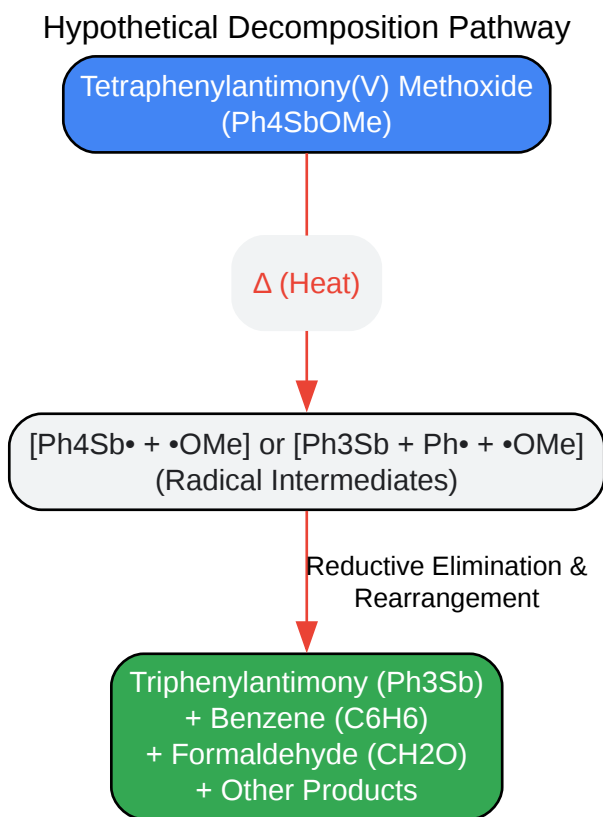 Hypothetical Decomposition Pathway
Tetraphenylantimony(V) Methoxide
(Ph4SbOMe)
Δ (Heat)
[Ph4Sb• + •OMe] or [Ph3Sb + Ph• + •OMe]
(Radical Intermediates)
Reductive Elimination &
Rearrangement
Triphenylantimony (Ph3Sb)
+ Benzene (C6H6)
+ Formaldehyde (CH2O)
+ Other Products